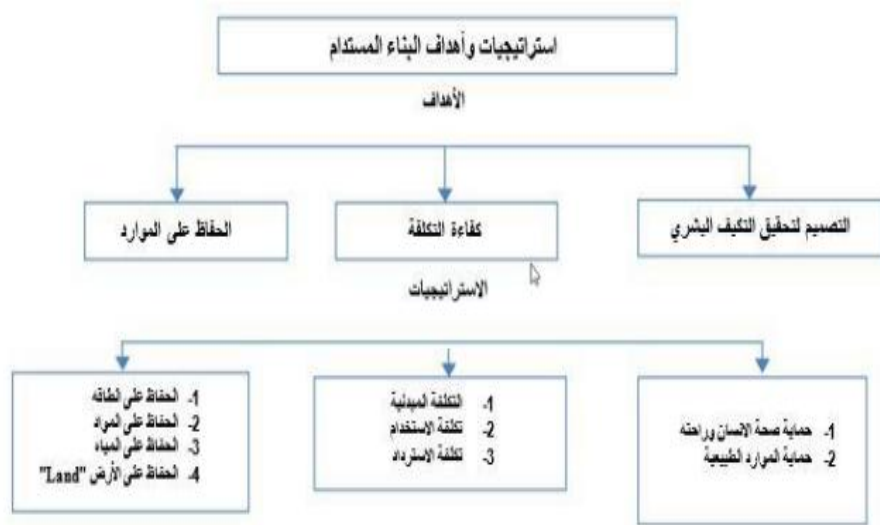 استراتيجيات وأهداف البناء المستدام
الأهداف
التصميم لتحقيق التكيف البشري
كفاءة التكلفة
الحفاظ على الموارد
الاستراتيجيات
1- حماية صحة الانسان وراحته
2- حماية الموارد الطبيعية
1- التكلفة المبدئية
2- تكلفة الاستخدام
3- تكلفة الاسترداد
1- الحفاظ على الطاقه
2- الحفاظ على المواد
3- الحفاظ على المياه
4- الحفاظ على الأرض "Land"